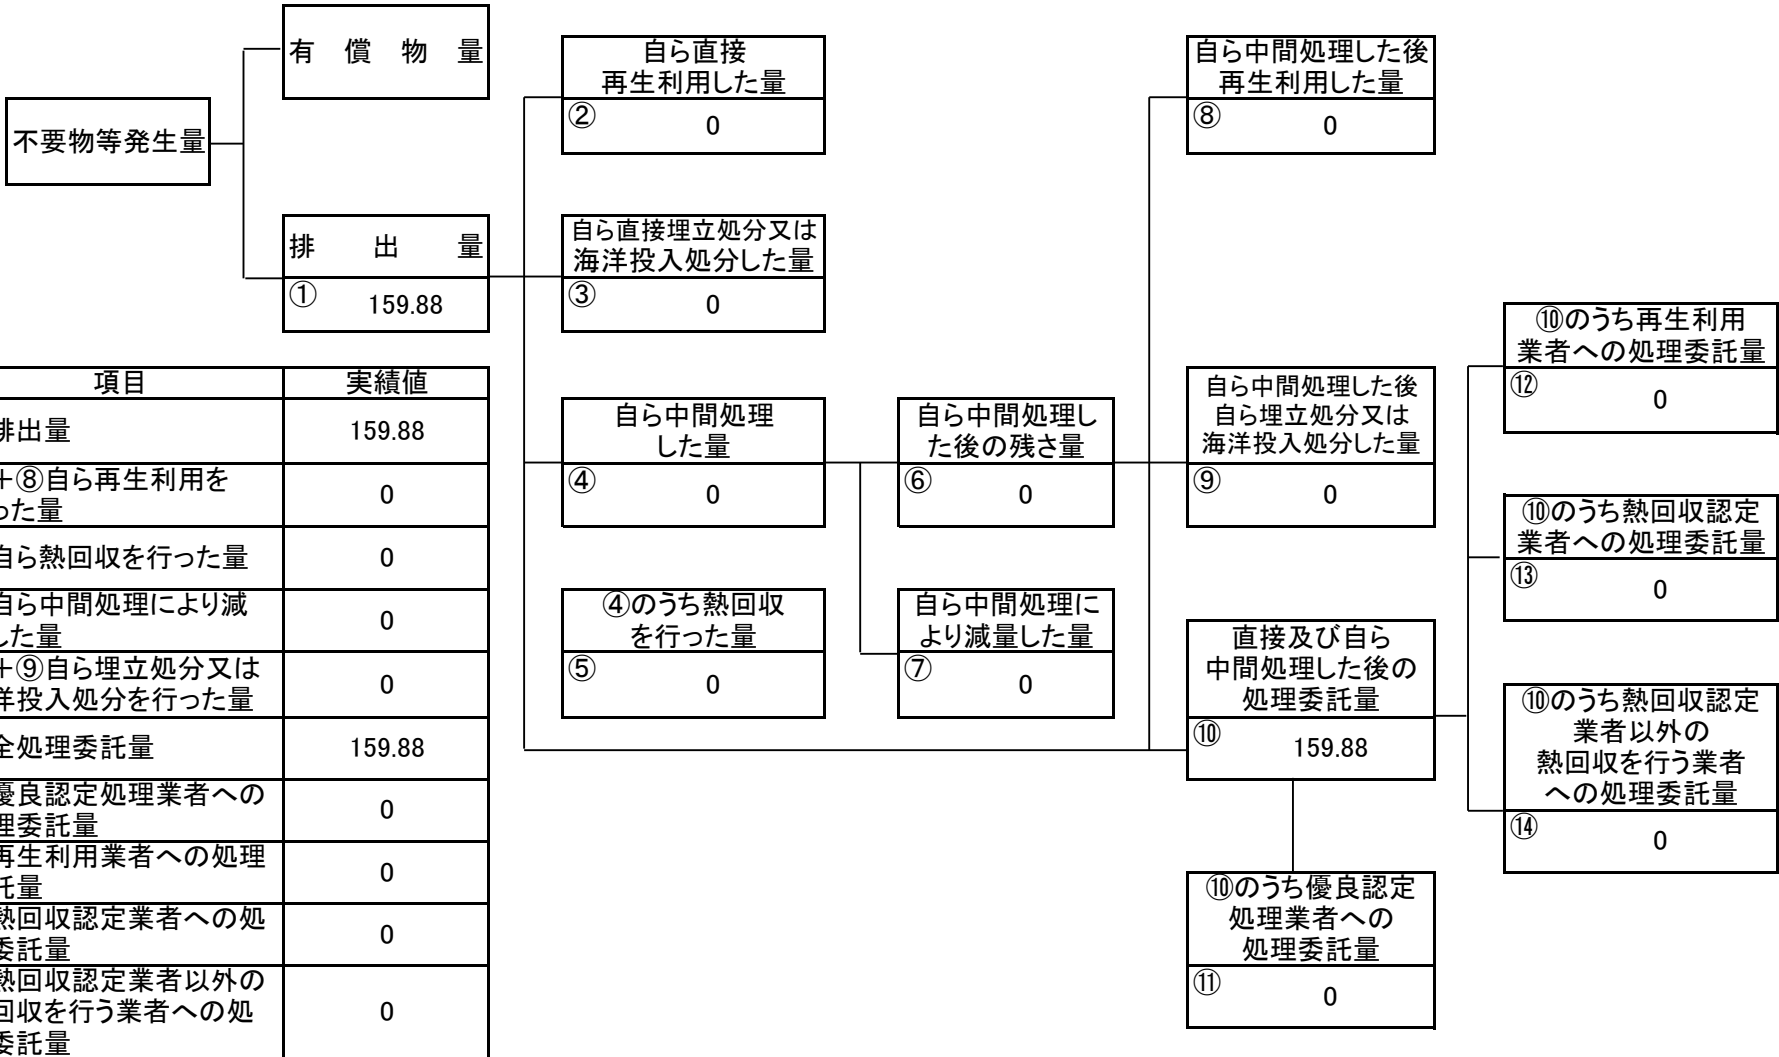 有償物量
不要物等発生量
排出量
① 159.88
自ら直接
再生利用した量
② 0
自ら直接埋立処分又は
海洋投入処分した量
③ 0
自ら中間処理
した量
④ 0
④のうち熱回収
を行った量
⑤ 0
自ら中間処理し
た後の残さ量
⑥ 0
自ら中間処理に
より減量した量
⑦ 0
自ら中間処理した後
再生利用した量
⑧ 0
自ら中間処理した後
自ら埋立処分又は
海洋投入処分した量
⑨ 0
直接及び自ら
中間処理した後の
処理委託量
⑩ 159.88
⑩のうち優良認定
処理業者への
処理委託量
⑪ 0
⑩のうち再生利用
業者への処理委託量
⑫ 0
⑩のうち熱回収認定
業者への処理委託量
⑬ 0
⑩のうち熱回収認定
業者以外の
熱回収を行う業者
への処理委託量
⑭ 0
項目 実績値
排出量 159.88
+⑧自ら再生利用を
った量 0
自ら熱回収を行った量 0
自ら中間処理により減
した量 0
+⑨自ら埋立処分又は
洋投入処分を行った量 0
全処理委託量 159.88
優良認定処理業者への
理委託量 0
再生利用業者への処理
託量 0
熱回収認定業者への処
委託量 0
熱回収認定業者以外の
回収を行う業者への処
委託量 0